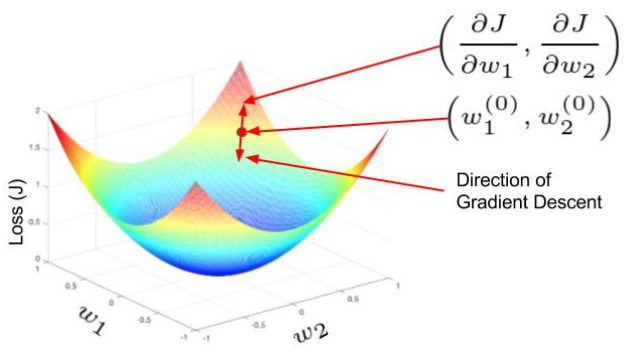 (∂J/∂w₁, ∂J/∂w₂)
(w₁⁽⁰⁾, w₂⁽⁰⁾)
Direction of
Gradient Descent
Loss (J)
2
1.5
1
0.5
0
1
0.5
0
-0.5
-1
w₁
-1
-0.5
0
0.5
1
w₂